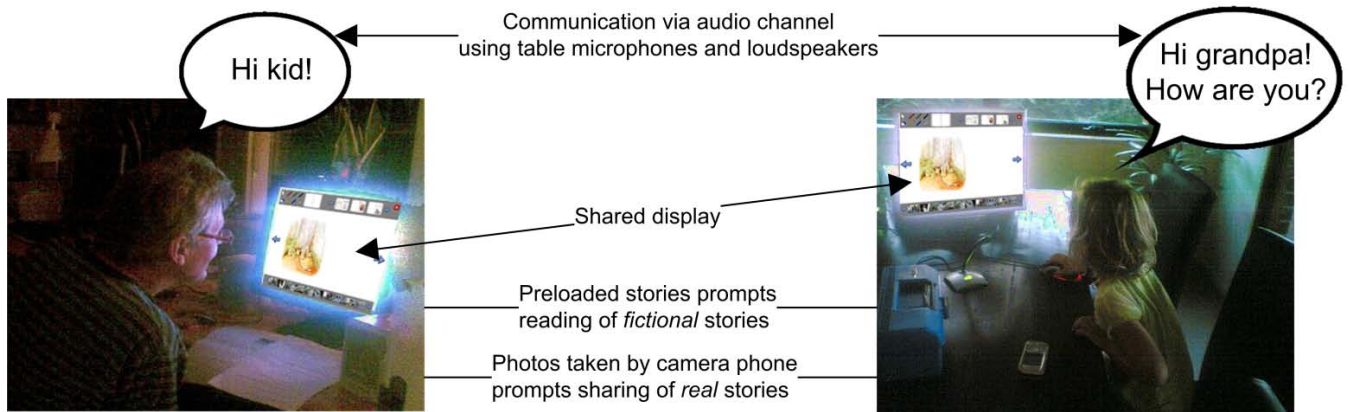 Communication via audio channel
using table microphones and loudspeakers
Hi kid!
Hi grandpa!
How are you?
Shared display
Preloaded stories prompts
reading of fictional stories
Photos taken by camera phone
prompts sharing of real stories